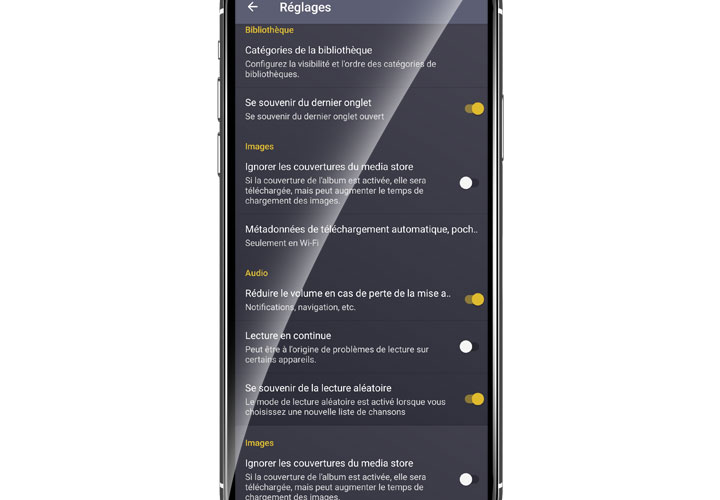 Réglages
Bibliothèque
Catégories de la bibliothèque
Configurez la visibilité et l'ordre des catégories de
bibliothèques.
Se souvenir du dernier onglet
Se souvenir du dernier onglet ouvert
Images
Ignorer les couvertures du media store
Si la couverture de l'album est activée, elle sera
téléchargée, mais peut augmenter le temps de
chargement des images.
Métadonnées de téléchargement automatique, poch..
Seulement en Wi-Fi
Audio
Réduire le volume en cas de perte de la mise a..
Notifications, navigation, etc.
Lecture en continue
Peut être à l'origine de problèmes de lecture sur
certains appareils.
Se souvenir de la lecture aléatoire
Le mode de lecture aléatoire est activé lorsque vous
choisissez une nouvelle liste de chansons
Images
Ignorer les couvertures du media store
Si la couverture de l'album est activée, elle sera
téléchargée, mais peut augmenter le temps de
chargement des images.